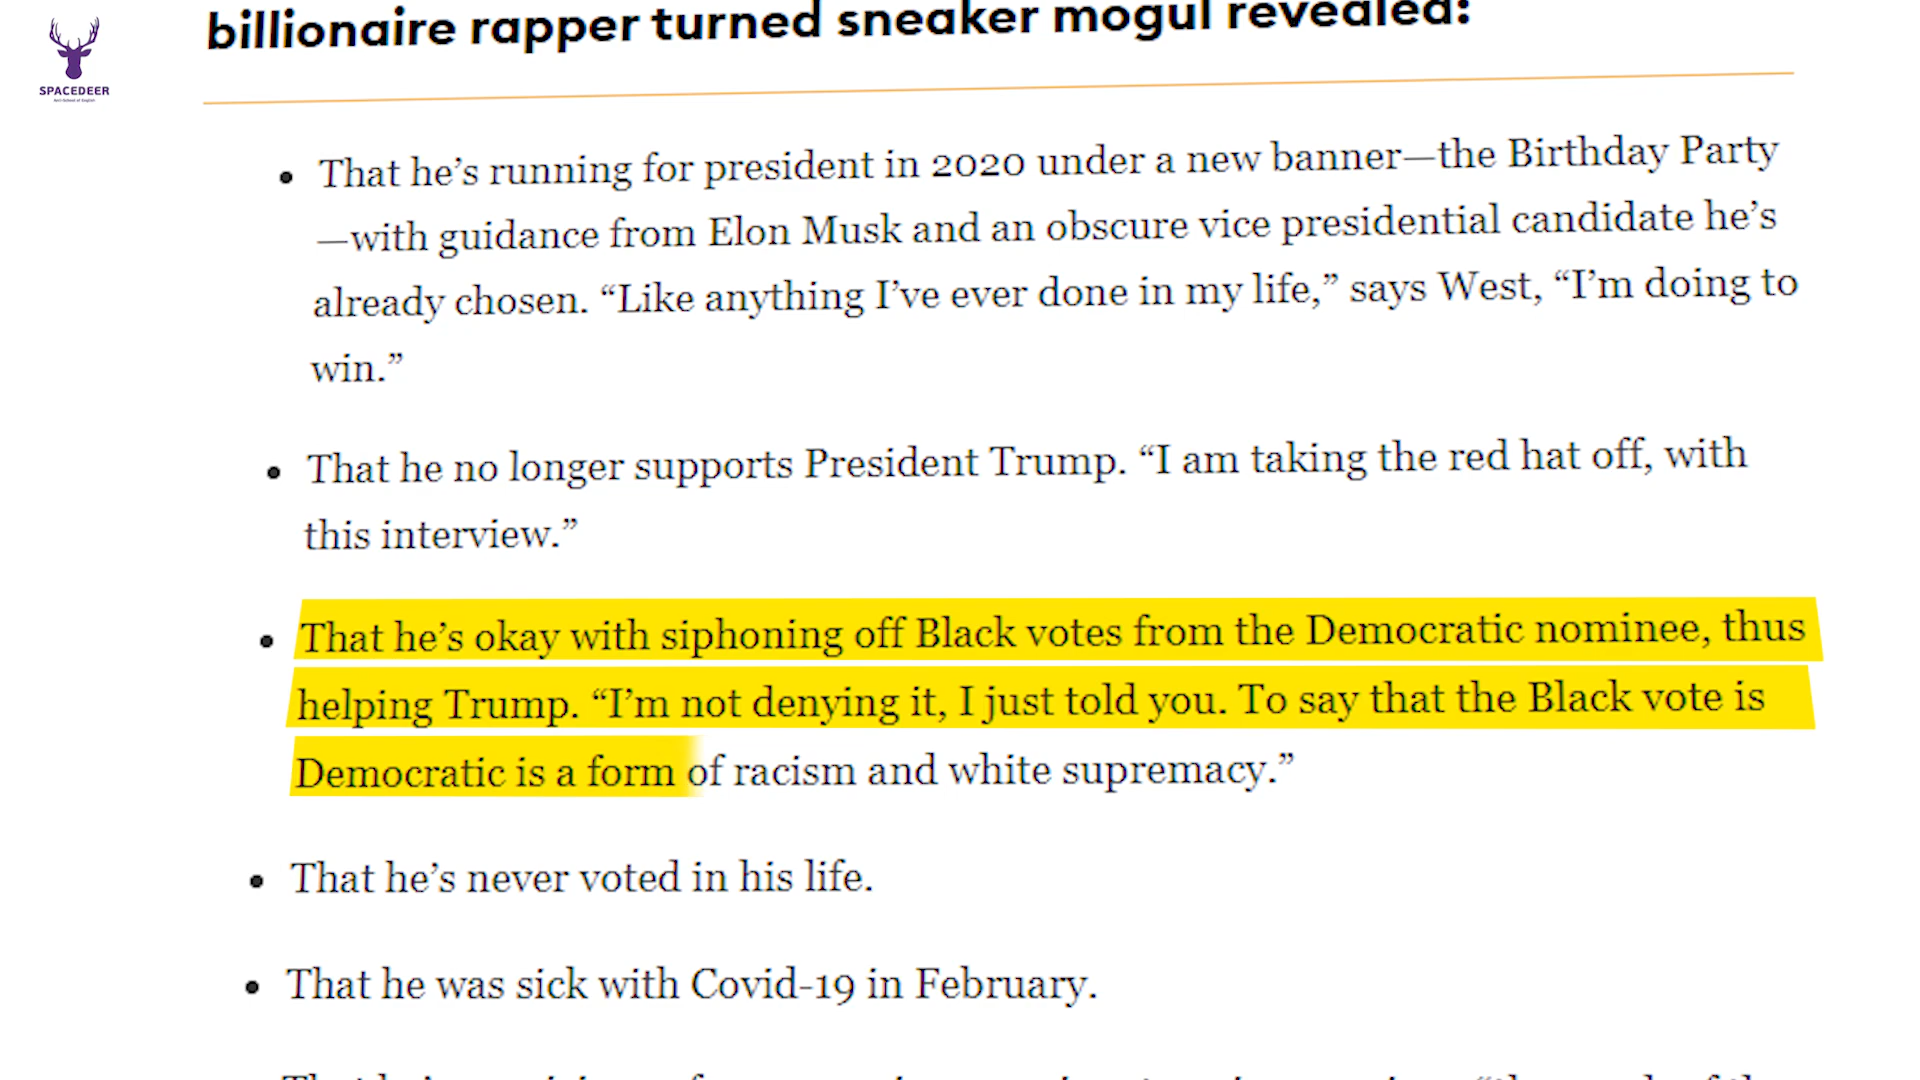 SPACEDEER
billionaire rapper turned sneaker mogul revealed:
• That he’s running for president in 2020 under a new banner—the Birthday Party
—with guidance from Elon Musk and an obscure vice presidential candidate he’s
already chosen. “Like anything I’ve ever done in my life,” says West, “I’m doing to
win.”
• That he no longer supports President Trump. “I am taking the red hat off, with
this interview.”
• That he’s okay with siphoning off Black votes from the Democratic nominee, thus
helping Trump. “I’m not denying it, I just told you. To say that the Black vote is
Democratic is a form of racism and white supremacy.”
• That he’s never voted in his life.
• That he was sick with Covid-19 in February.